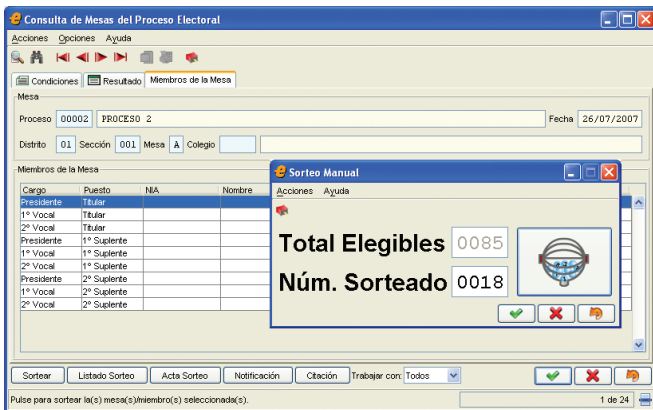 Consulta de Mesas del Proceso Electoral
Acciones Opciones Ayuda
Condiciones Resultado Miembros de la Mesa
Mesa
Proceso 00002 PROCESO 2 Fecha 26/07/2007
Distrito 01 Sección 001 Mesa A Colegio
Miembros de la Mesa
Cargo Puesto NIA Nombre
Presidente Titular
1º Vocal Titular
2º Vocal Titular
Presidente 1º Suplente
1º Vocal 1º Suplente
2º Vocal 1º Suplente
Presidente 2º Suplente
1º Vocal 2º Suplente
2º Vocal 2º Suplente
Sorteo Manual
Acciones Ayuda
Total Elegibles 0085
Núm. Sorteado 0018
Sortear Listado Sorteo Acta Sorteo Notificación Citación Trabajar con: Todos
Pulse para sortear la(s) mesa(s)/miembro(s) seleccionada(s). 1 de 24